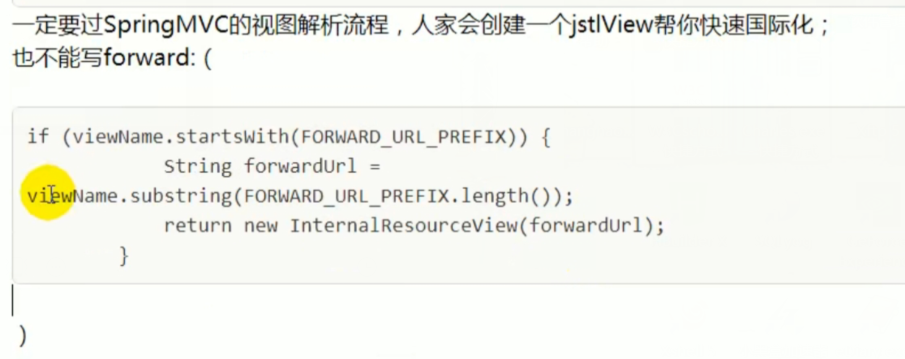 一定要过SpringMVC的视图解析流程，人家会创建一个jstlView帮你快速国际化；
也不能写forward:（
if (viewName.startsWith(FORWARD_URL_PREFIX)) {
String forwardUrl =
viewName.substring(FORWARD_URL_PREFIX.length());
return new InternalResourceView(forwardUrl);
}
）